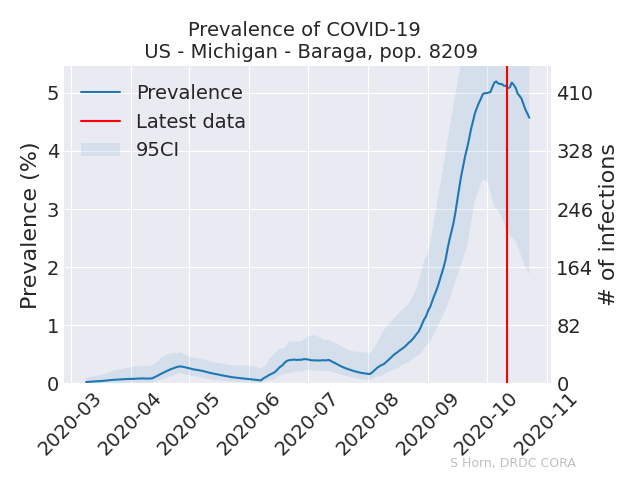 Prevalence of COVID-19
US - Michigan - Baraga, pop. 8209
Prevalence
Latest data
95CI
Prevalence (%)
5
4
3
2
1
0
410
328
246
164
82
0
# of infections
2020-03
2020-04
2020-05
2020-06
2020-07
2020-08
2020-09
2020-10
2020-11
S Horn, DRDC CORA